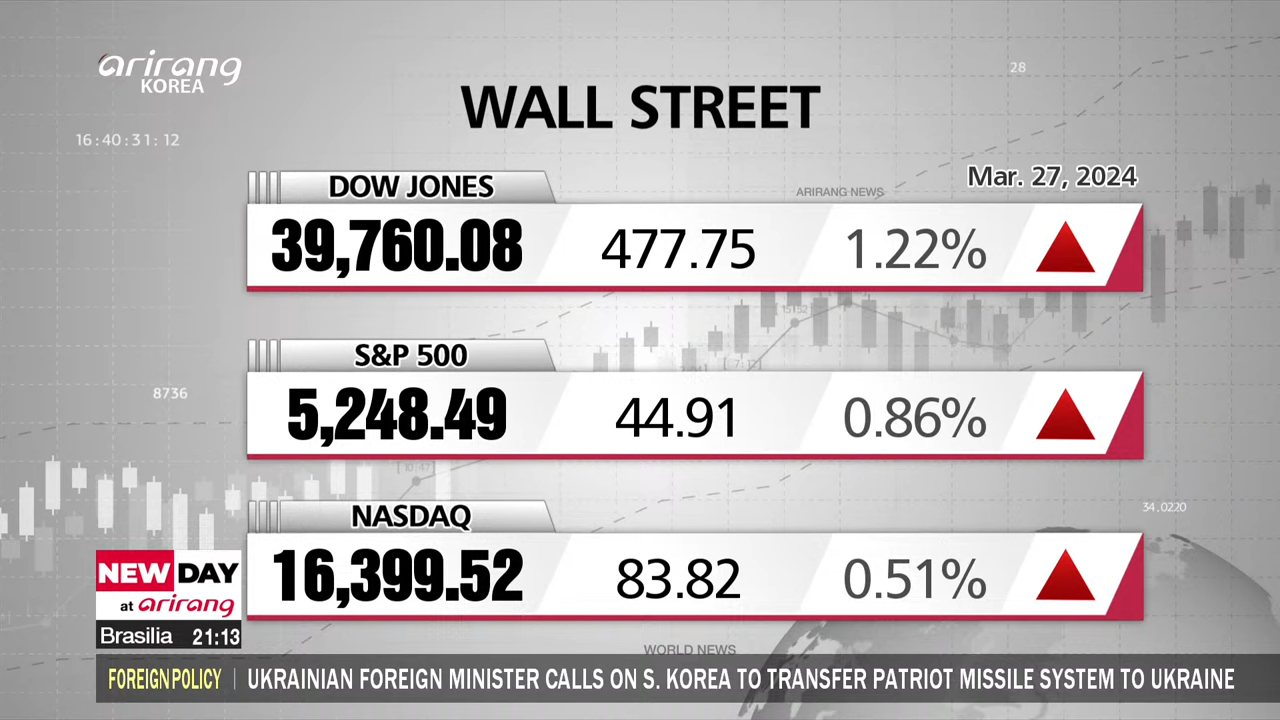 arirang
KOREA
WALL STREET
28
16:40:31:12
Mar. 27, 2024
DOW JONES
ARIRANG NEWS
39,760.08 477.75 1.22%
15152
S&P 500
8736
5,248.49 44.91 0.86%
[10:47]
NASDAQ
34,0220
16,399.52 83.82 0.51%
NEW DAY
at arirang
Brasilia 21:13
WORLD NEWS
FOREIGN POLICY | UKRAINIAN FOREIGN MINISTER CALLS ON S. KOREA TO TRANSFER PATRIOT MISSILE SYSTEM TO UKRAINE